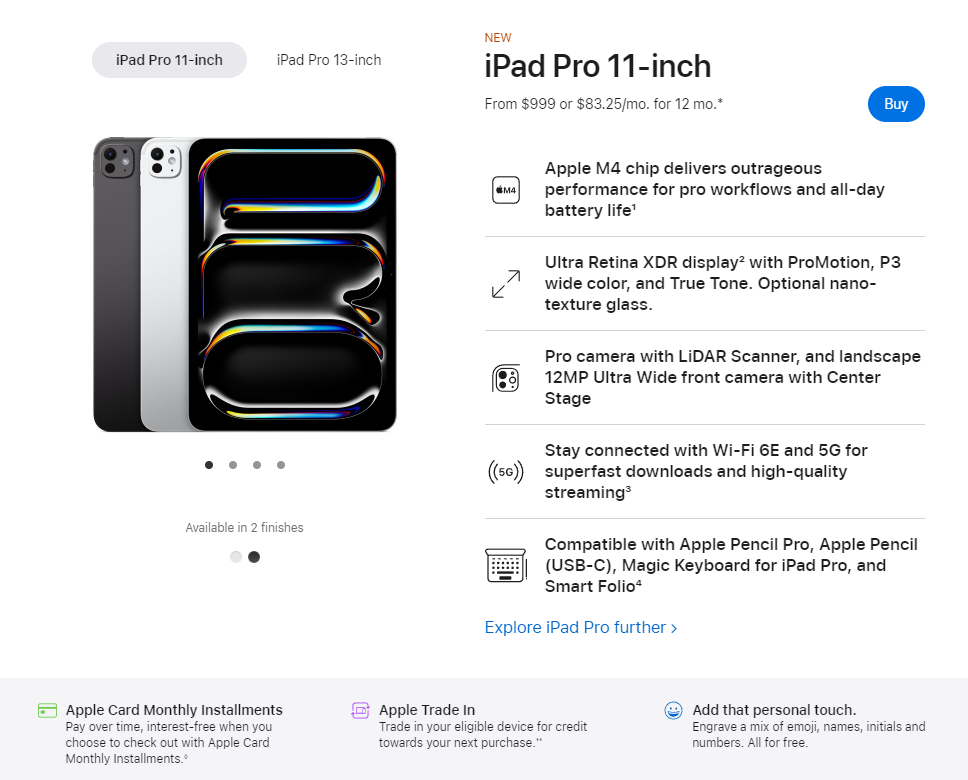 iPad Pro 11-inch
iPad Pro 13-inch
NEW
iPad Pro 11-inch
From $999 or $83.25/mo. for 12 mo.*
Buy
M4
Apple M4 chip delivers outrageous
performance for pro workflows and all-day
battery life¹
Ultra Retina XDR display² with ProMotion, P3
wide color, and True Tone. Optional nano-
texture glass.
Pro camera with LiDAR Scanner, and landscape
12MP Ultra Wide front camera with Center
Stage
5G
Stay connected with Wi-Fi 6E and 5G for
superfast downloads and high-quality
streaming³
Compatible with Apple Pencil Pro, Apple Pencil
(USB-C), Magic Keyboard for iPad Pro, and
Smart Folio⁴
Explore iPad Pro further >
Available in 2 finishes
Apple Card Monthly Installments
Pay over time, interest-free when you
choose to check out with Apple Card
Monthly Installments.◊
Apple Trade In
Trade in your eligible device for credit
towards your next purchase.**
Add that personal touch.
Engrave a mix of emoji, names, initials and
numbers. All for free.